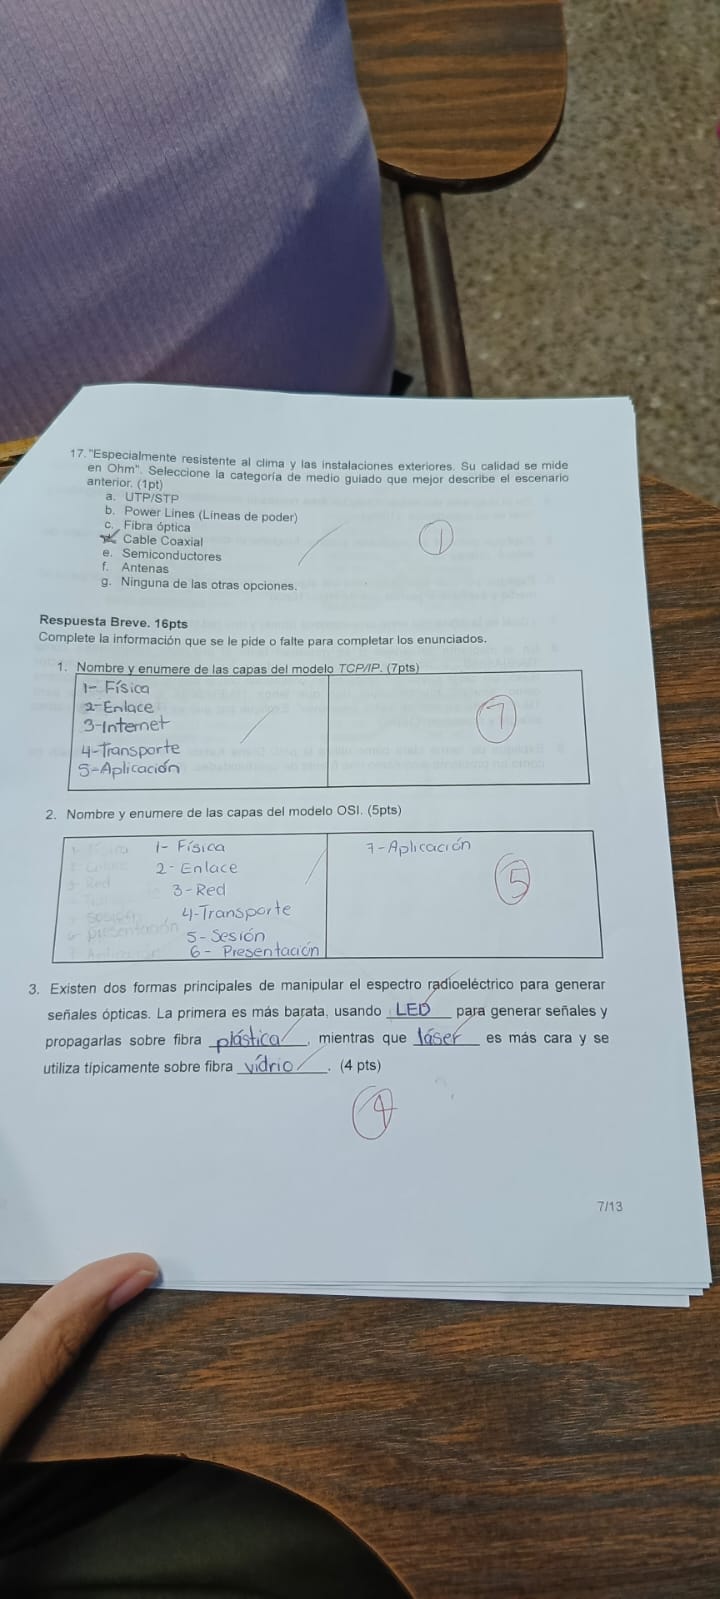 17. "Especialmente resistente al clima y las instalaciones exteriores. Su calidad se mide
en Ohm". Seleccione la categoría de medio guiado que mejor describe el escenario
anterior. (1pt)
a. UTP/STP
b. Power Lines (Líneas de poder)
c. Fibra óptica
Cable Coaxial
e. Semiconductores
f. Antenas
g. Ninguna de las otras opciones.
1
Respuesta Breve. 16pts
Complete la información que se le pide o falte para completar los enunciados.
1. Nombre y enumere de las capas del modelo TCP/IP. (7pts)
1- Física
2- Enlace
3- Internet
4- Transporte
5- Aplicación
7
2. Nombre y enumere de las capas del modelo OSI. (5pts)
1- Física
2- Enlace
3- Red
4- Transporte
5- Sesión
6- Presentación
7- Aplicación
5
3. Existen dos formas principales de manipular el espectro radioeléctrico para generar
señales ópticas. La primera es más barata, usando LED para generar señales y
propagarlas sobre fibra plástica, mientras que láser es más cara y se
utiliza típicamente sobre fibra vídrio. (4 pts)
4
7/13